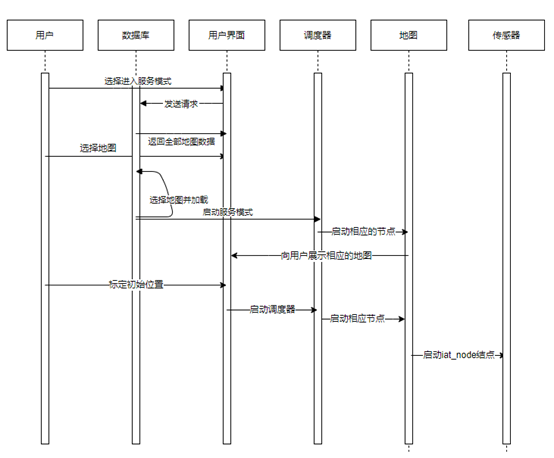 用户
数据库
用户界面
调度器
地图
传感器
选择进入服务模式
发送请求
返回全部地图数据
选择地图
选择地图并加载
启动服务模式
启动相应的节点
向用户展示相应的地图
标定初始位置
启动调度器
启动相应节点
启动iat_node结点